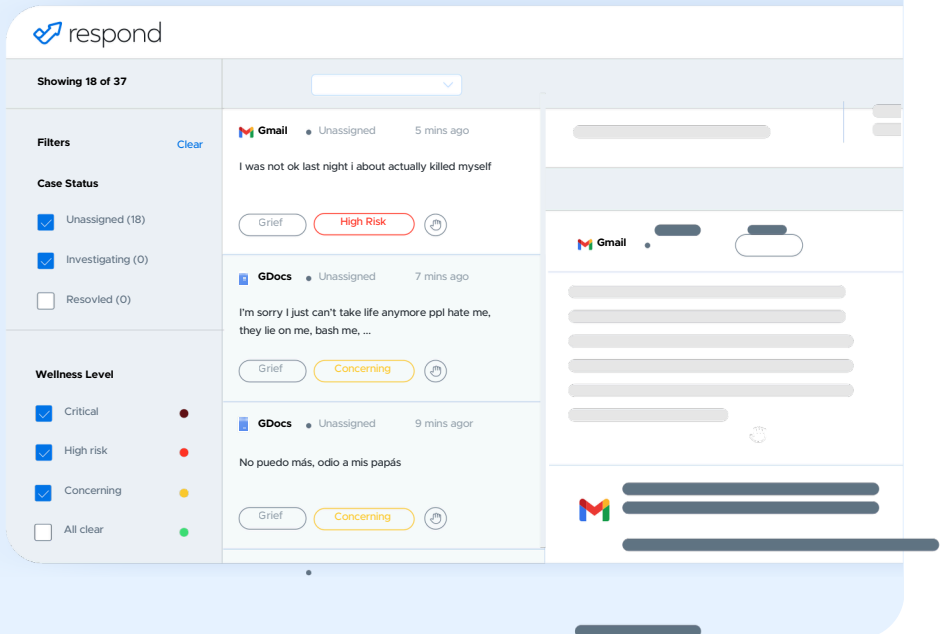 respond
Showing 18 of 37
Filters
Clear
Case Status
Unassigned (18)
Investigating (0)
Resovled (0)
Wellness Level
Critical
High risk
Concerning
All clear
Gmail Unassigned 5 mins ago
I was not ok last night i about actually killed myself
Grief High Risk
GDocs Unassigned 7 mins ago
I'm sorry I just can't take life anymore ppl hate me,
they lie on me, bash me, ...
Grief Concerning
GDocs Unassigned 9 mins agor
No puedo más, odio a mis papás
Grief Concerning
Gmail